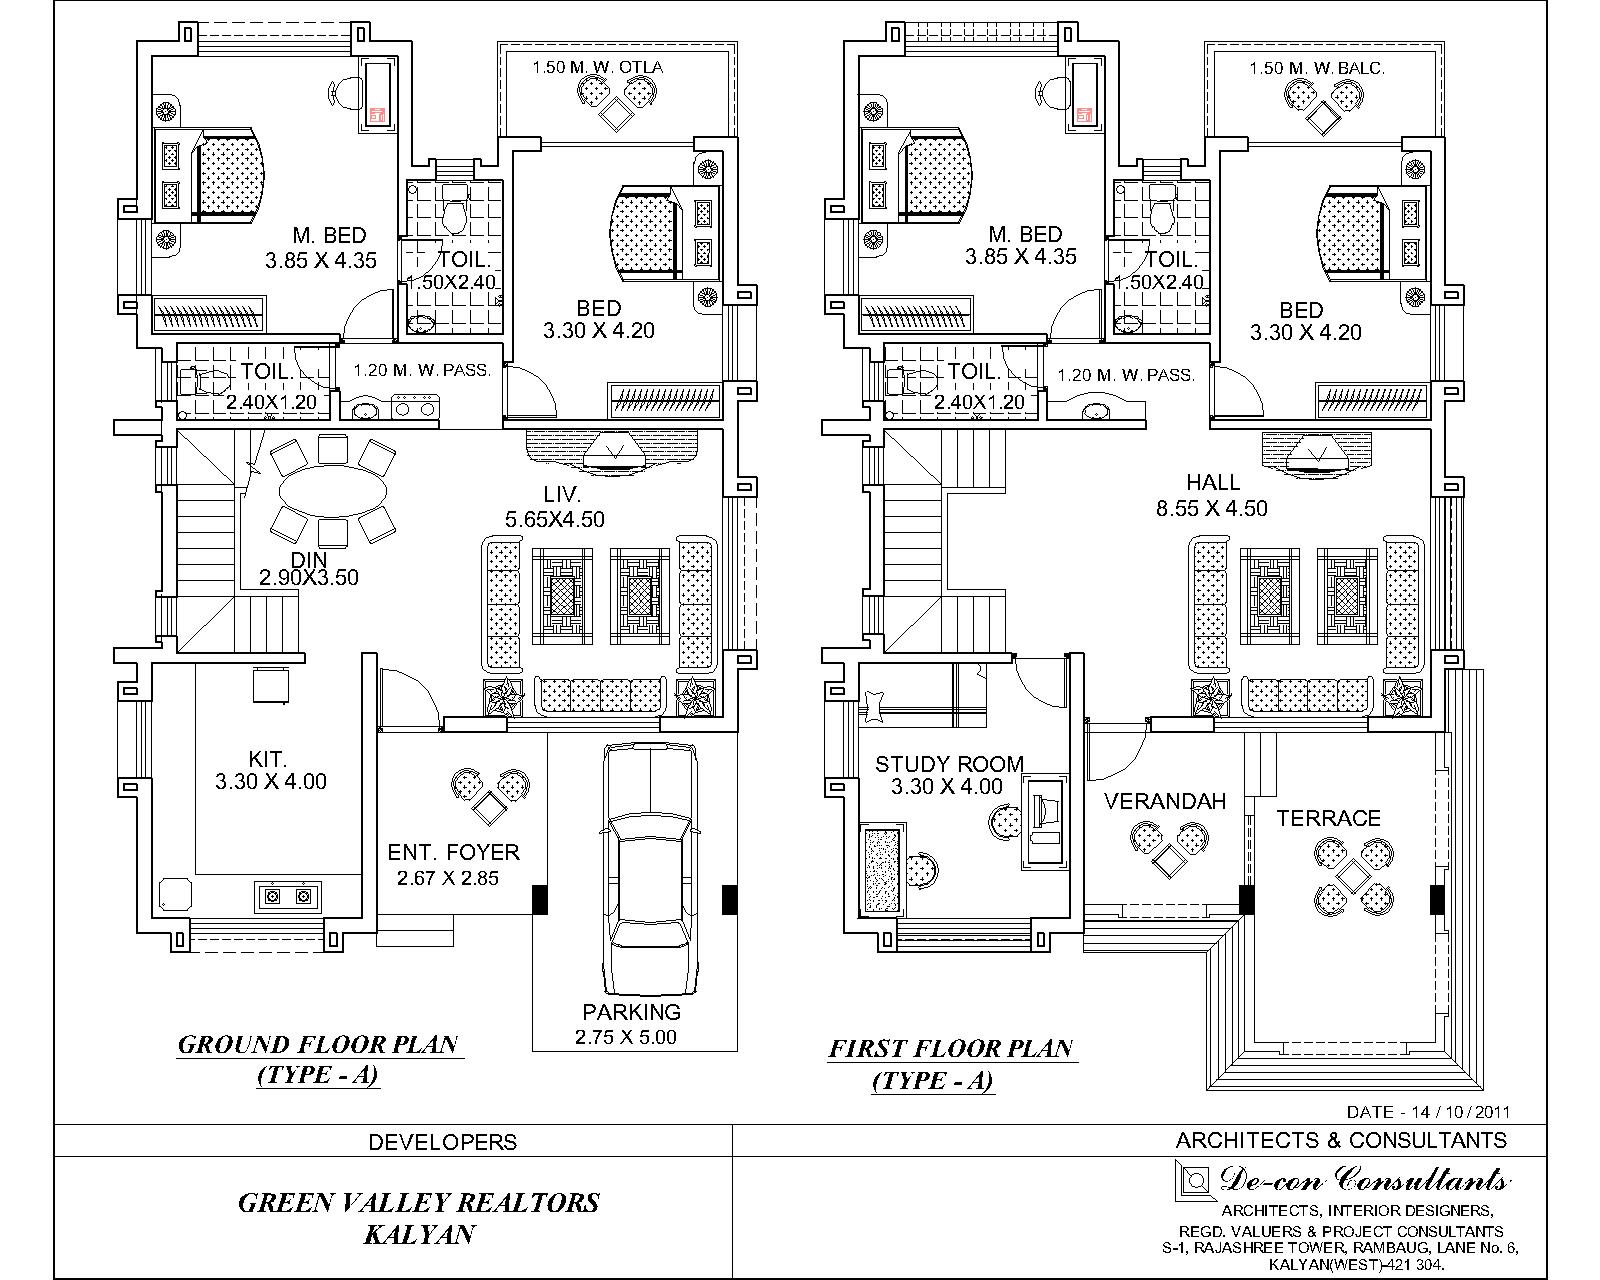 1.50 M. W. OTLA
M. BED
3.85 X 4.35
TOIL.
1.50X2.40
BED
3.30 X 4.20
TOIL.
2.40X1.20
1.20 M. W. PASS.
LIV.
5.65X4.50
DIN
2.90X3.50
KIT.
3.30 X 4.00
ENT. FOYER
2.67 X 2.85
PARKING
2.75 X 5.00
GROUND FLOOR PLAN
(TYPE - A)
1.50 M. W. BALC.
M. BED
3.85 X 4.35
TOIL.
1.50X2.40
BED
3.30 X 4.20
TOIL.
2.40X1.20
1.20 M. W. PASS.
HALL
8.55 X 4.50
STUDY ROOM
3.30 X 4.00
VERANDAH
TERRACE
FIRST FLOOR PLAN
(TYPE - A)
DATE - 14 / 10 / 2011
DEVELOPERS
GREEN VALLEY REALTORS
KALYAN
ARCHITECTS & CONSULTANTS
De-con Consultants
ARCHITECTS, INTERIOR DESIGNERS,
REGD. VALUERS & PROJECT CONSULTANTS
S-1, RAJASHREE TOWER, RAMBAUG, LANE No. 6,
KALYAN(WEST)-421 304.